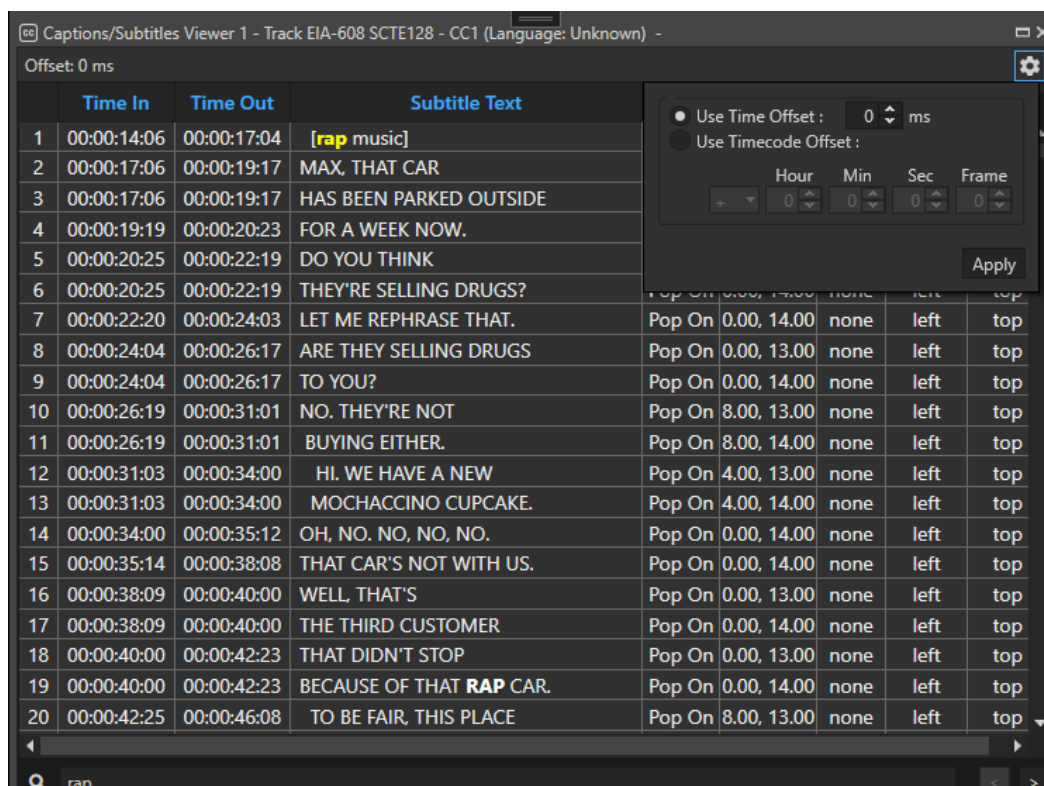 cc Captions/Subtitles Viewer 1 - Track EIA-608 SCTE128 - CC1 (Language: Unknown) -
Offset: 0 ms
Time In Time Out Subtitle Text
Use Time Offset : 0 ms
Use Timecode Offset :
Hour Min Sec Frame
+ 0 0 0 0
Apply
1 00:00:14:06 00:00:17:04 [rap music]
2 00:00:17:06 00:00:19:17 MAX, THAT CAR
3 00:00:17:06 00:00:19:17 HAS BEEN PARKED OUTSIDE
4 00:00:19:19 00:00:20:23 FOR A WEEK NOW.
5 00:00:20:25 00:00:22:19 DO YOU THINK
6 00:00:20:25 00:00:22:19 THEY'RE SELLING DRUGS?
7 00:00:22:20 00:00:24:03 LET ME REPHRASE THAT. Pop On 0.00, 14.00 none left top
8 00:00:24:04 00:00:26:17 ARE THEY SELLING DRUGS Pop On 0.00, 13.00 none left top
9 00:00:24:04 00:00:26:17 TO YOU? Pop On 0.00, 14.00 none left top
10 00:00:26:19 00:00:31:01 NO. THEY'RE NOT Pop On 8.00, 13.00 none left top
11 00:00:26:19 00:00:31:01 BUYING EITHER. Pop On 8.00, 14.00 none left top
12 00:00:31:03 00:00:34:00 HI. WE HAVE A NEW Pop On 4.00, 13.00 none left top
13 00:00:31:03 00:00:34:00 MOCHACCINO CUPCAKE. Pop On 4.00, 14.00 none left top
14 00:00:34:00 00:00:35:12 OH, NO. NO, NO, NO. Pop On 0.00, 14.00 none left top
15 00:00:35:14 00:00:38:08 THAT CAR'S NOT WITH US. Pop On 0.00, 14.00 none left top
16 00:00:38:09 00:00:40:00 WELL, THAT'S Pop On 0.00, 13.00 none left top
17 00:00:38:09 00:00:40:00 THE THIRD CUSTOMER Pop On 0.00, 14.00 none left top
18 00:00:40:00 00:00:42:23 THAT DIDN'T STOP Pop On 0.00, 13.00 none left top
19 00:00:40:00 00:00:42:23 BECAUSE OF THAT RAP CAR. Pop On 0.00, 14.00 none left top
20 00:00:42:25 00:00:46:08 TO BE FAIR, THIS PLACE Pop On 8.00, 13.00 none left top
rap